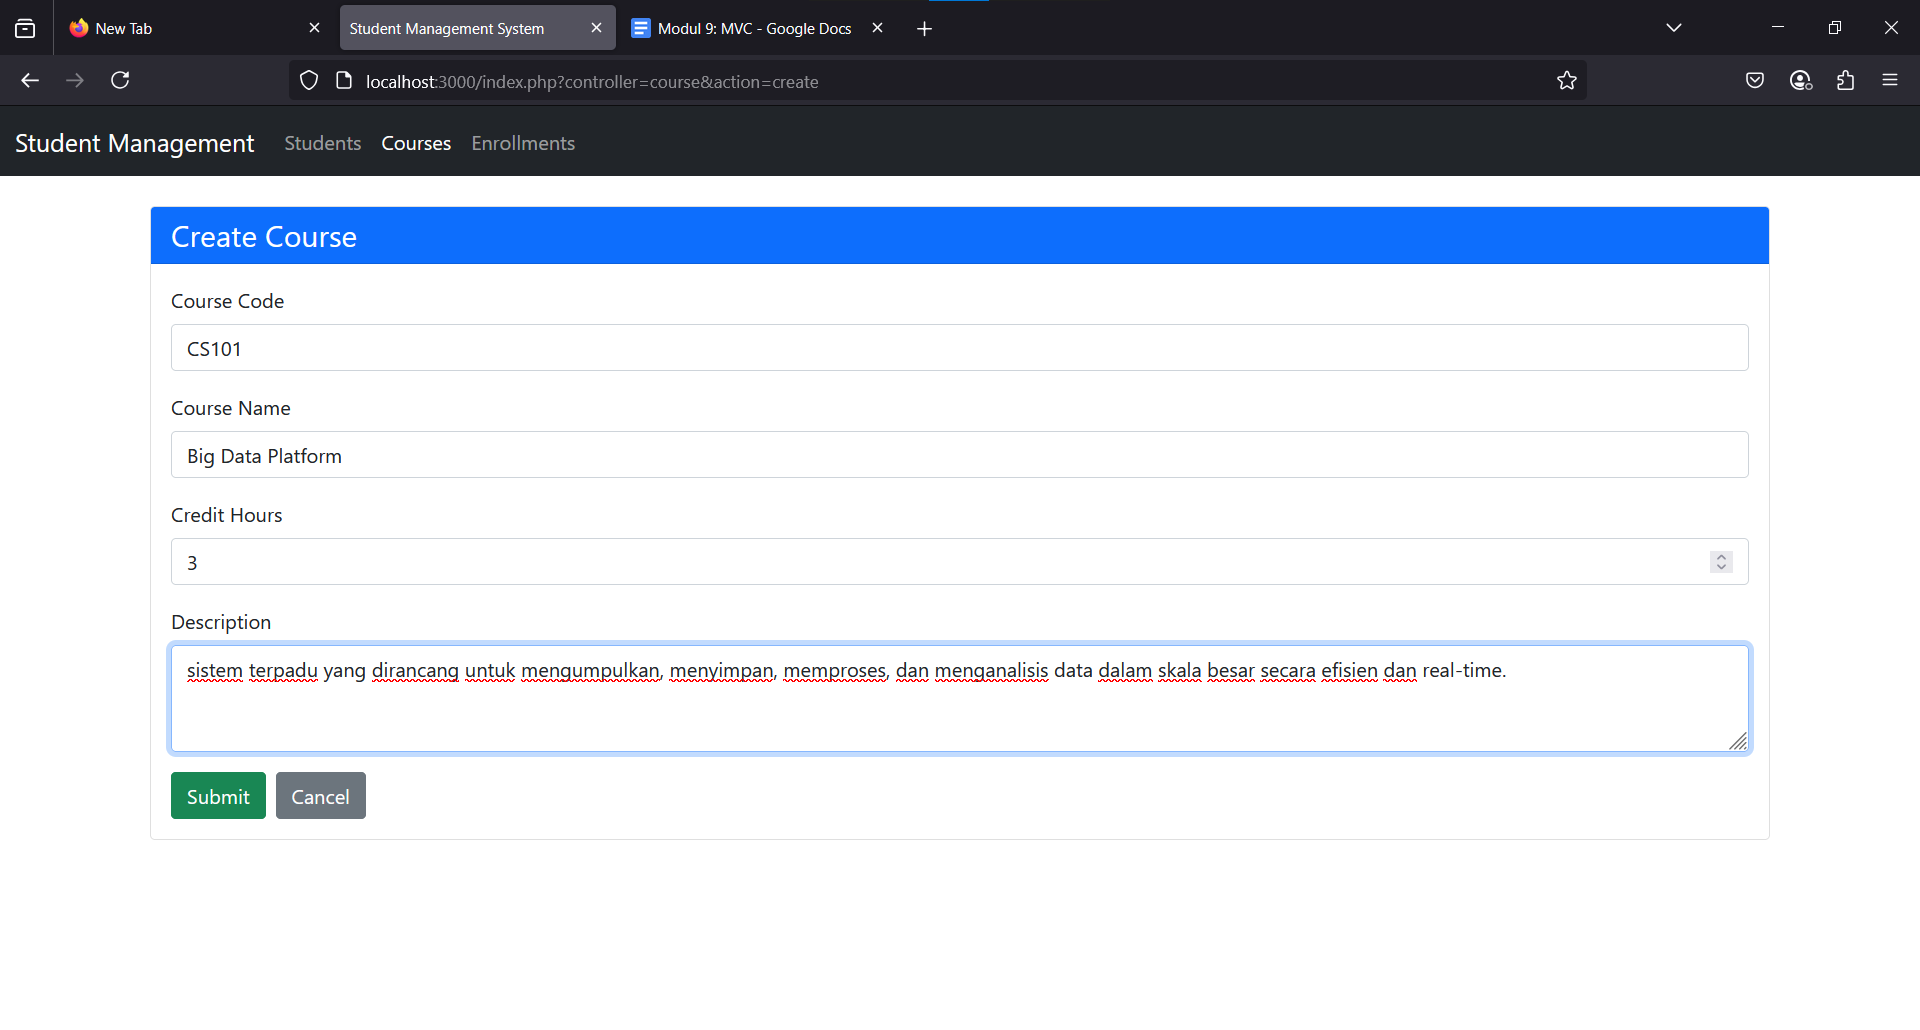 New Tab
Student Management System
Modul 9: MVC - Google Docs
localhost:3000/index.php?controller=course&action=create
Student Management Students Courses Enrollments
Create Course
Course Code
CS101
Course Name
Big Data Platform
Credit Hours
3
Description
sistem terpadu yang dirancang untuk mengumpulkan, menyimpan, memproses, dan menganalisis data dalam skala besar secara efisien dan real-time.
Submit Cancel